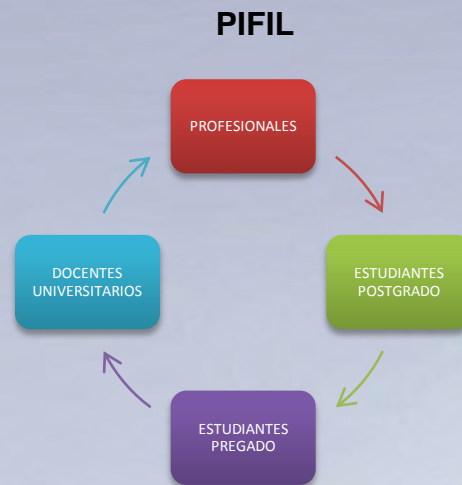 PIFIL
PROFESIONALES
ESTUDIANTES
POSTGRADO
ESTUDIANTES
PREGADO
DOCENTES
UNIVERSITARIOS